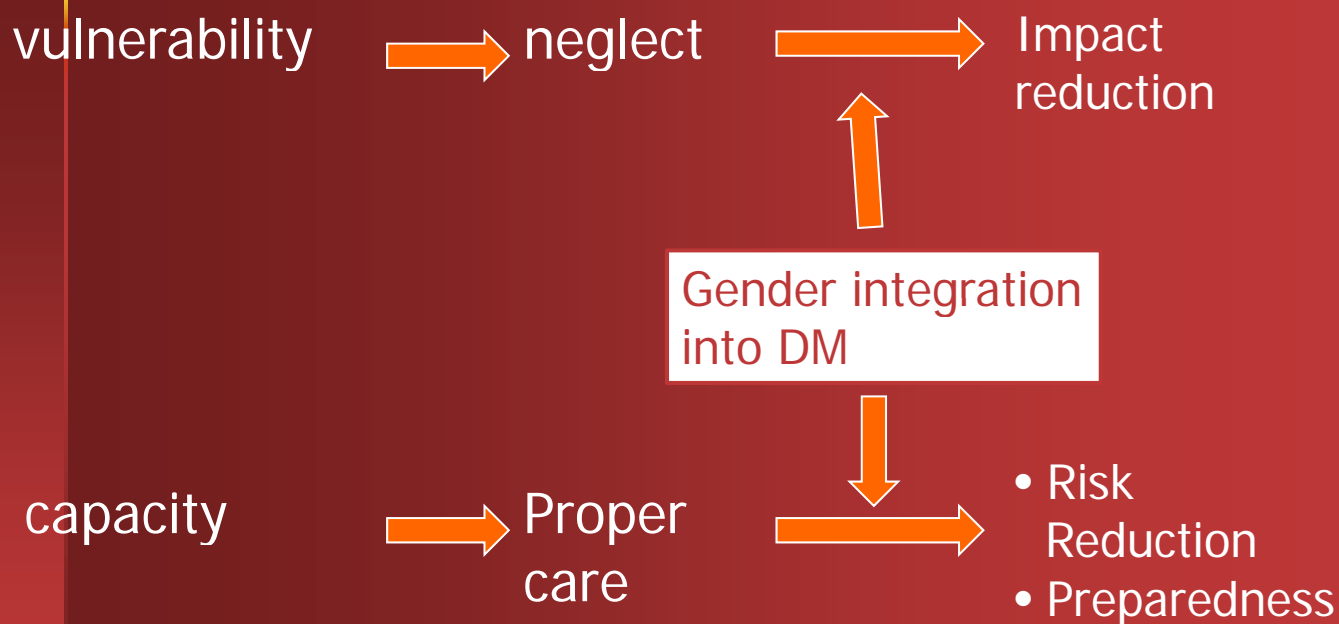 vulnerability
neglect
Impact
reduction
Gender integration
into DM
capacity
Proper
care
• Risk
Reduction
• Preparedness